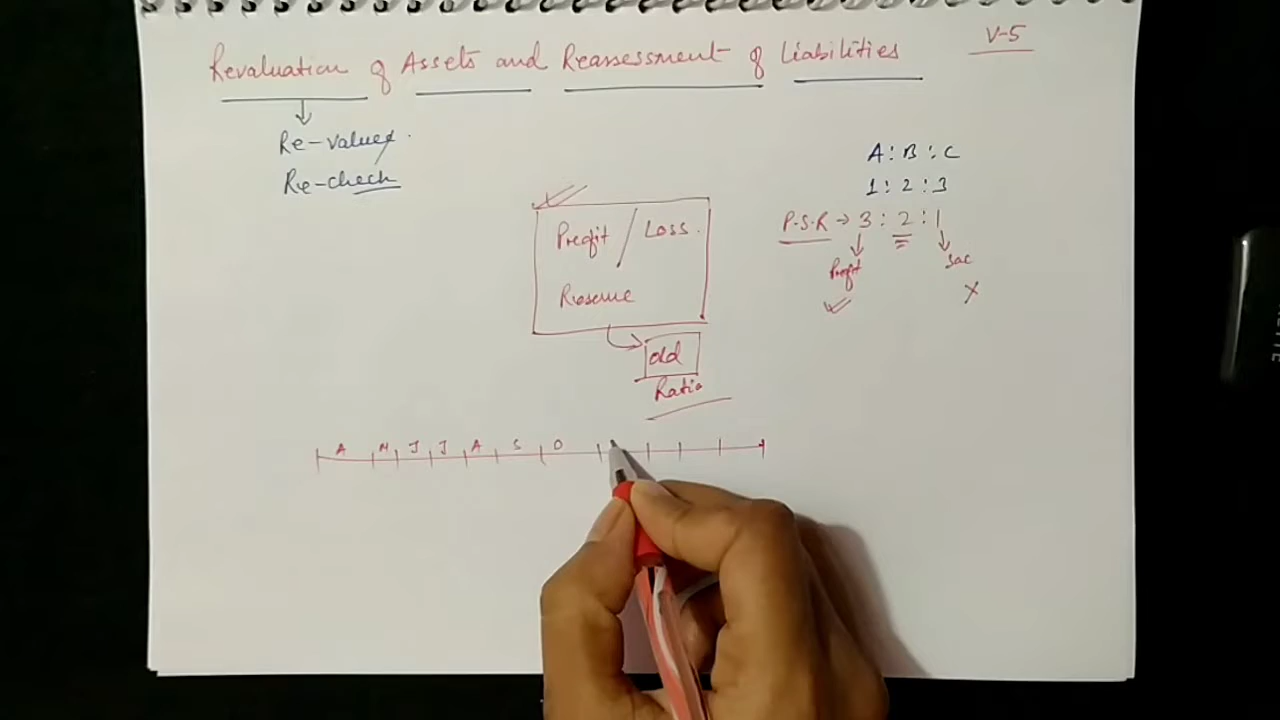 Revaluation of Assets and Reassessment of Liabilities
V-5
Re-valued.
Re-check
A : B : C
1 : 2 : 3
P.S.R → 3 : 2 : 1
Profit
Sac
Profit / Loss.
Reserve
old
Ratio
A M J J A S O